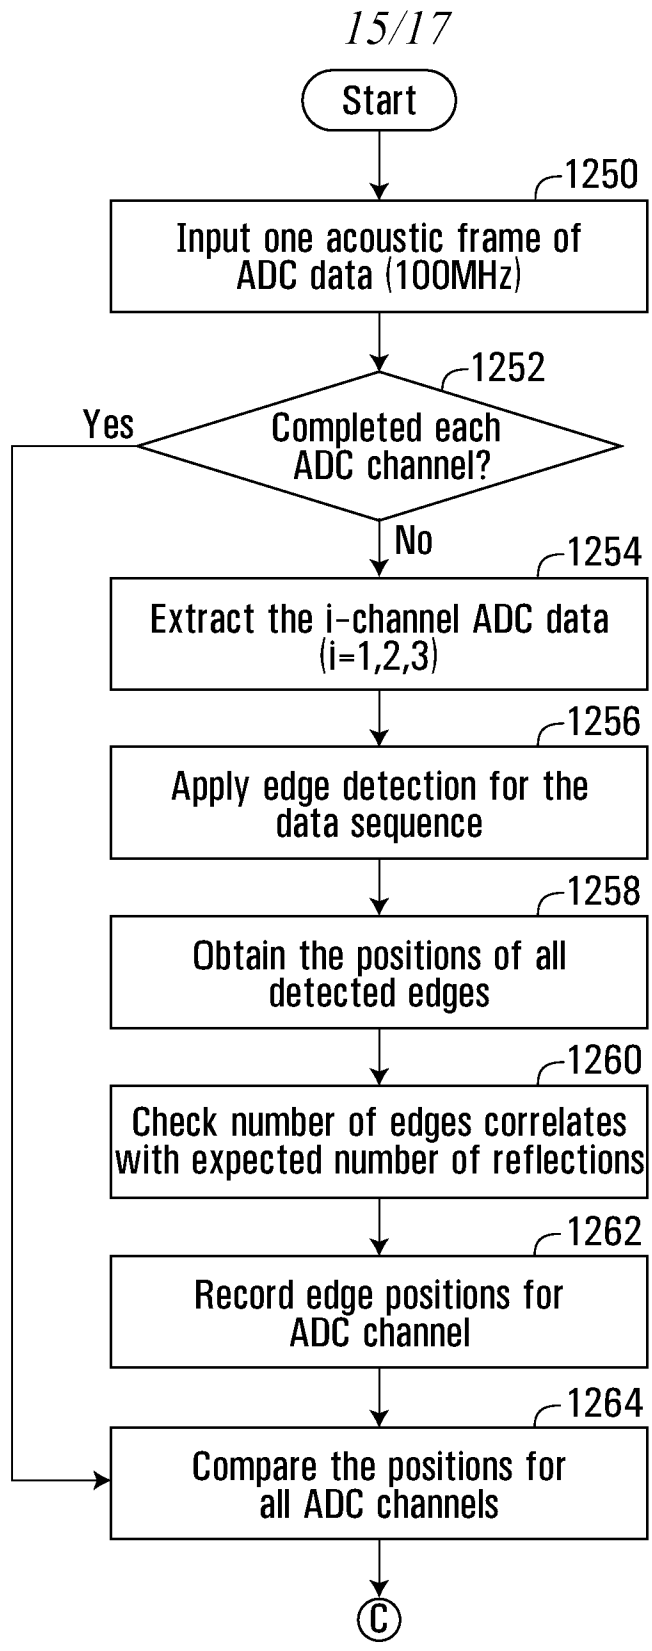 15/17
Start
1250
Input one acoustic frame of
ADC data (100MHz)
1252
Yes
Completed each
ADC channel?
No
1254
Extract the i-channel ADC data
(i=1,2,3)
1256
Apply edge detection for the
data sequence
1258
Obtain the positions of all
detected edges
1260
Check number of edges correlates
with expected number of reflections
1262
Record edge positions for
ADC channel
1264
Compare the positions for
all ADC channels
C